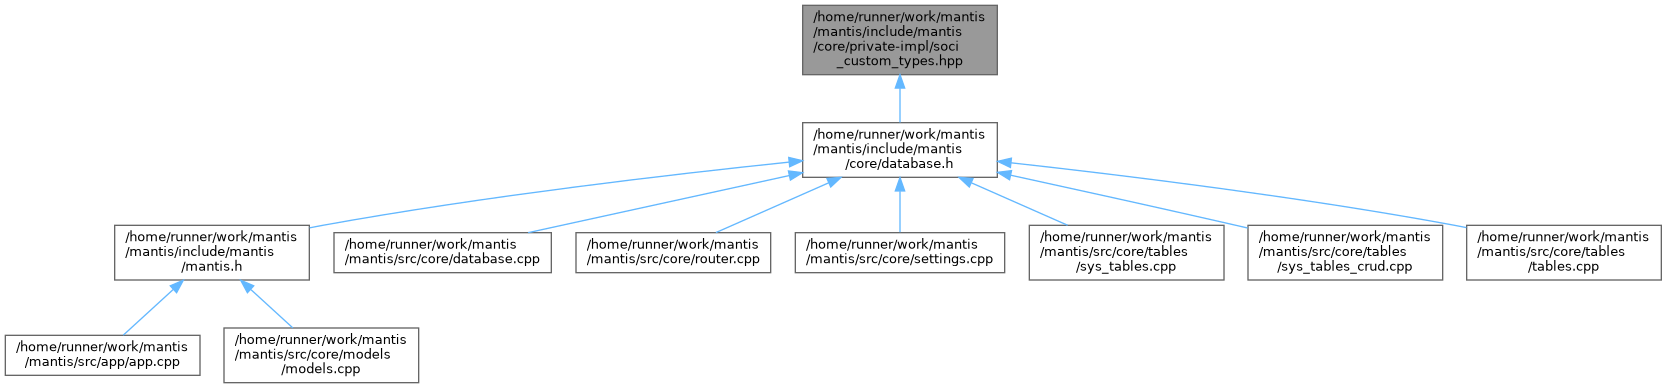 /home/runner/work/mantis
/mantis/include/mantis
/core/private-impl/soci
_custom_types.hpp
/home/runner/work/mantis
/mantis/include/mantis
/core/database.h
/home/runner/work/mantis
/mantis/include/mantis
/mantis.h
/home/runner/work/mantis
/mantis/src/core/database.cpp
/home/runner/work/mantis
/mantis/src/core/router.cpp
/home/runner/work/mantis
/mantis/src/core/settings.cpp
/home/runner/work/mantis
/mantis/src/core/tables
/sys_tables.cpp
/home/runner/work/mantis
/mantis/src/core/tables
/sys_tables_crud.cpp
/home/runner/work/mantis
/mantis/src/core/tables
/tables.cpp
/home/runner/work/mantis
/mantis/src/app/app.cpp
/home/runner/work/mantis
/mantis/src/core/models
/models.cpp